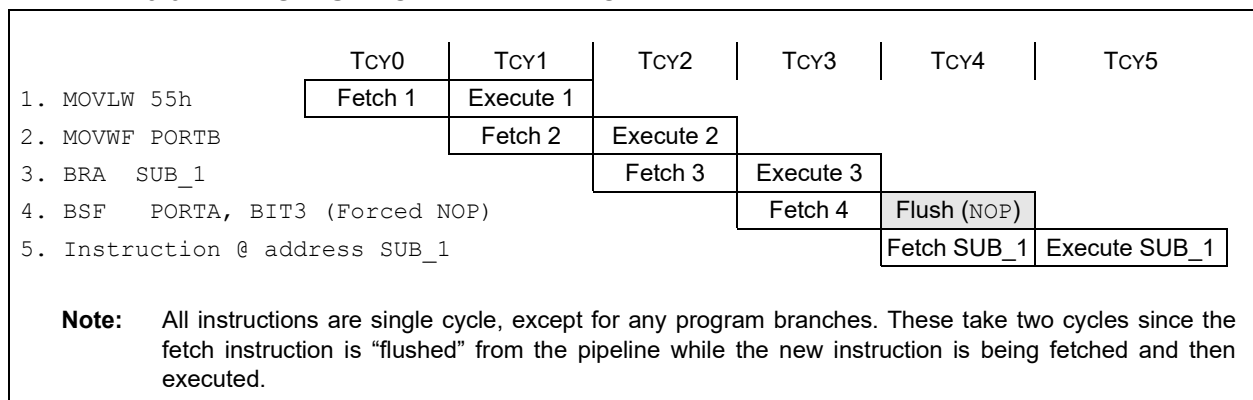 TCY0 TCY1 TCY2 TCY3 TCY4 TCY5
1. MOVLW 55h Fetch 1 Execute 1
2. MOVWF PORTB Fetch 2 Execute 2
3. BRA SUB_1 Fetch 3 Execute 3
4. BSF PORTA, BIT3 (Forced NOP) Fetch 4 Flush (NOP)
5. Instruction @ address SUB_1 Fetch SUB_1 Execute SUB_1
Note: All instructions are single cycle, except for any program branches. These take two cycles since the
fetch instruction is “flushed” from the pipeline while the new instruction is being fetched and then
executed.